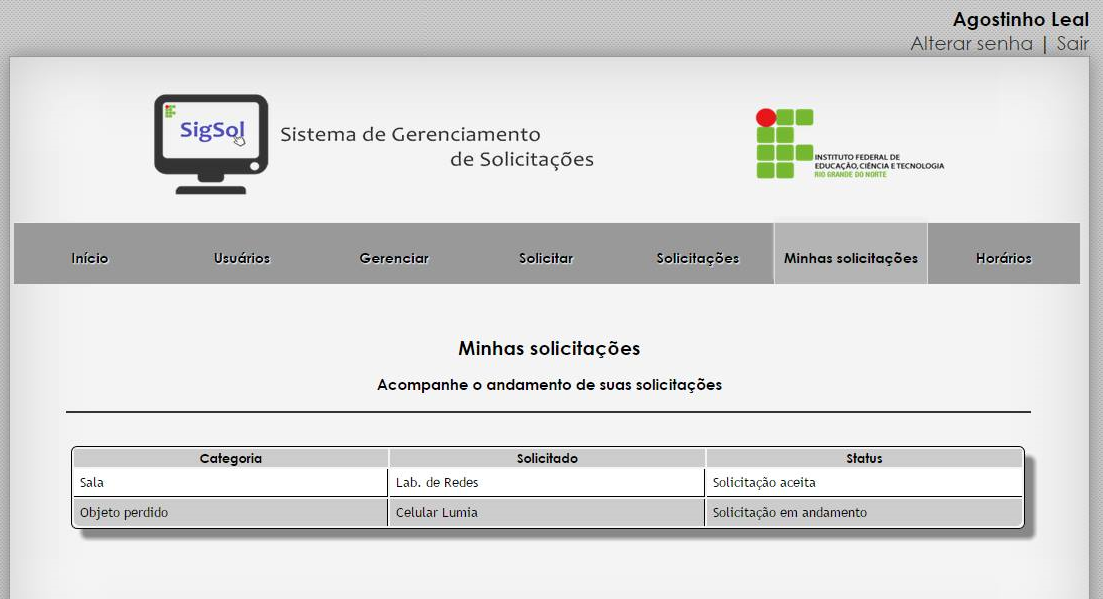 Agostinho Leal
Alterar senha | Sair
SigSol
Sistema de Gerenciamento
de Solicitações
INSTITUTO FEDERAL DE
EDUCAÇÃO, CIÊNCIA E TECNOLOGIA
RIO GRANDE DO NORTE
Início Usuários Gerenciar Solicitar Solicitações Minhas solicitações Horários
Minhas solicitações
Acompanhe o andamento de suas solicitações
Categoria Solicitado Status
Sala Lab. de Redes Solicitação aceita
Objeto perdido Celular Lumia Solicitação em andamento